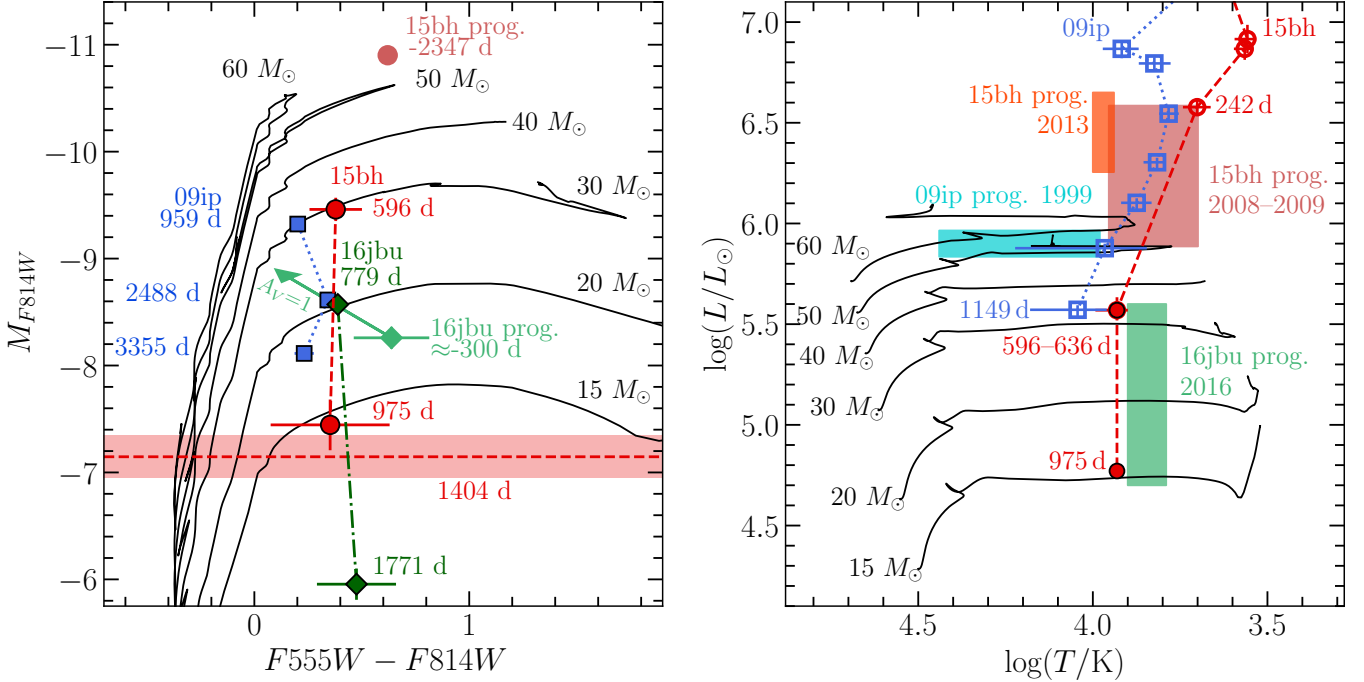 15bh prog.
-2347 d
60 M⊙
50 M⊙
40 M⊙
30 M⊙
20 M⊙
15 M⊙
09ip
959 d
2488 d
3355 d
15bh
596 d
16jbu
779 d
A_V=1
16jbu prog.
≈-300 d
975 d
1404 d
1771 d
−11
−10
−9
−8
−7
−6
M_F814W
0
1
F555W − F814W
09ip
15bh
15bh prog.
2013
242 d
15bh prog.
2008–2009
09ip prog. 1999
60 M⊙
50 M⊙
40 M⊙
30 M⊙
20 M⊙
15 M⊙
1149 d
596–636 d
16jbu prog.
2016
975 d
7.0
6.5
6.0
5.5
5.0
4.5
log(L/L⊙)
4.5
4.0
3.5
log(T/K)